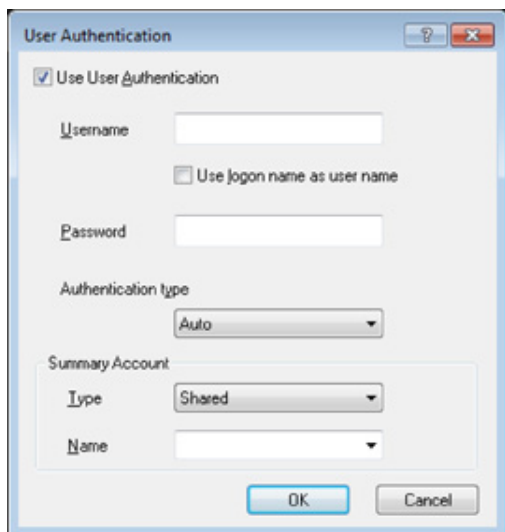 User Authentication
Use User Authentication
Username
Use logon name as user name
Password
Authentication type
Auto
Summary Account
Type Shared
Name
OK Cancel